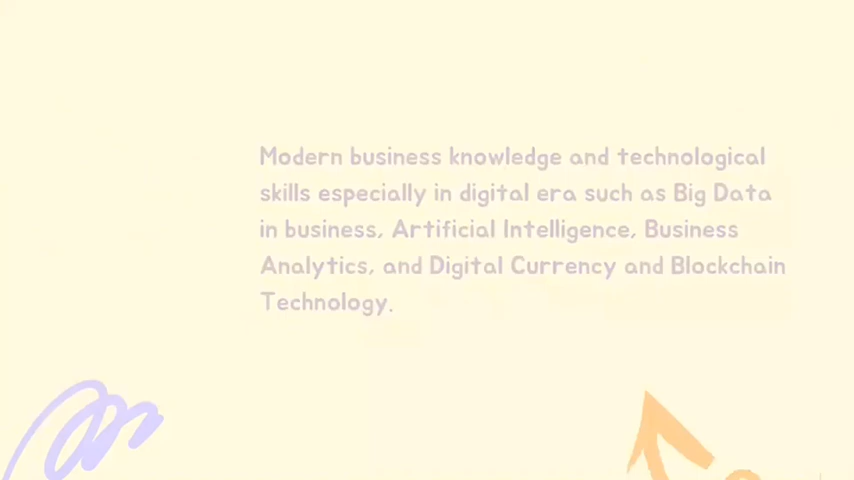 Modern business knowledge and technological
skills especially in digital era such as Big Data
in business, Artificial Intelligence, Business
Analytics, and Digital Currency and Blockchain
Technology.